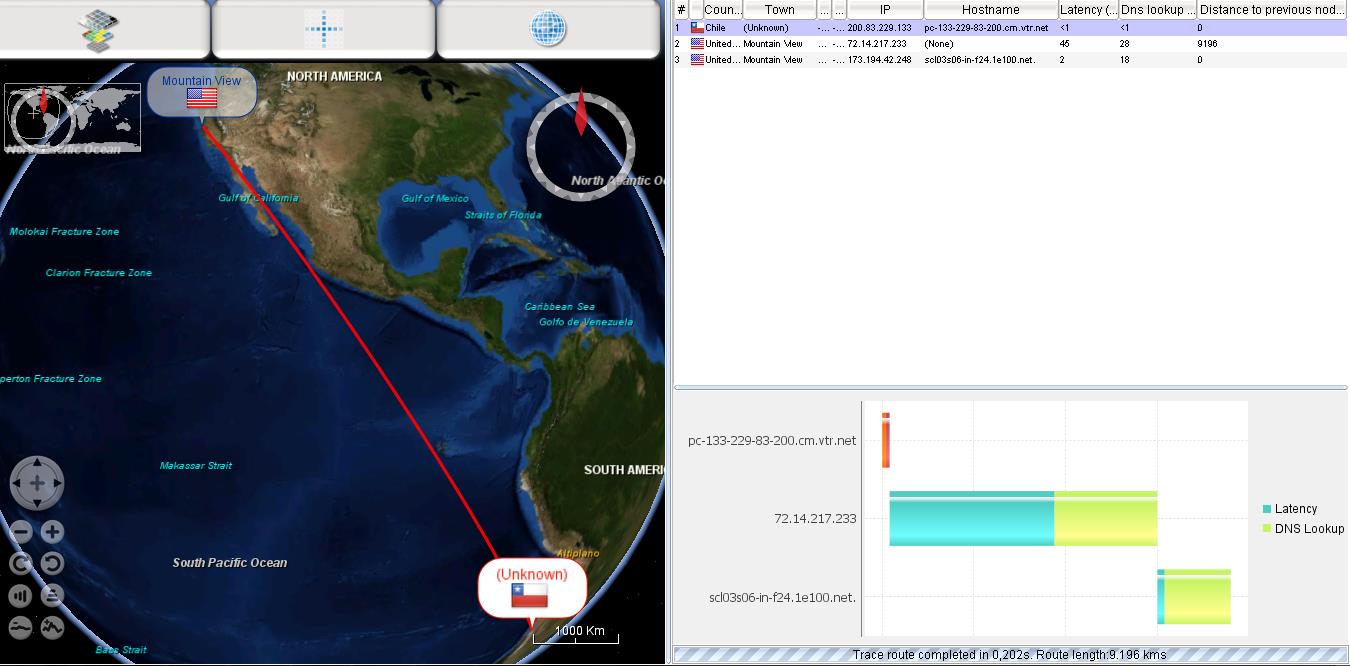 # Coun... Town ... ... IP Hostname Latency (... Dns lookup ... Distance to previous nod...
1 Chile (Unknown) -... -... 200.83.229.133 pc-133-229-83-200.cm.vtr.net <1 <1 0
2 United... Mountain View ... -... 72.14.217.233 (None) 45 28 9196
3 United... Mountain View ... -... 173.194.42.248 scl03s06-in-f24.1e100.net. 2 18 0
Mountain View
NORTH AMERICA
North Pacific Ocean
North Atlantic Oc
Gulf of California
Gulf of Mexico
Straits of Florida
Molokai Fracture Zone
Clarion Fracture Zone
Caribbean Sea
Golfo de Venezuela
perton Fracture Zone
Makassar Strait
SOUTH AMERI
South Pacific Ocean
Altiplano
(Unknown)
1000 Km
Bass Strait
pc-133-229-83-200.cm.vtr.net
72.14.217.233
scl03s06-in-f24.1e100.net.
Latency
DNS Lookup
Trace route completed in 0,202s. Route length:9.196 kms